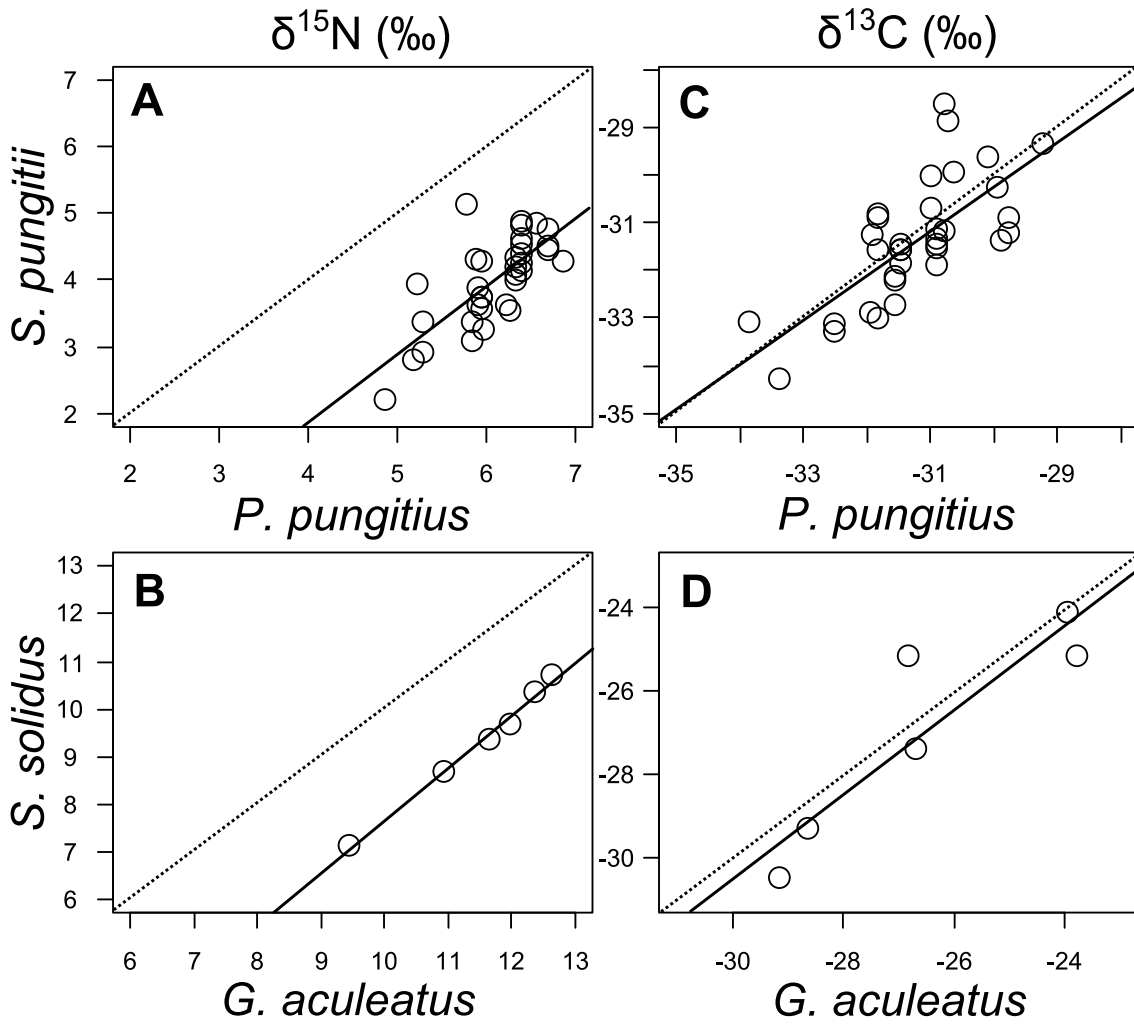 δ¹⁵N (‰)
δ¹³C (‰)
A
S. pungitii
7
6
5
4
3
2
2 3 4 5 6 7
P. pungitius
C
-29
-31
-33
-35
-35 -33 -31 -29
P. pungitius
B
S. solidus
13
12
11
10
9
8
7
6
6 7 8 9 10 11 12 13
G. aculeatus
D
-24
-26
-28
-30
-30 -28 -26 -24
G. aculeatus